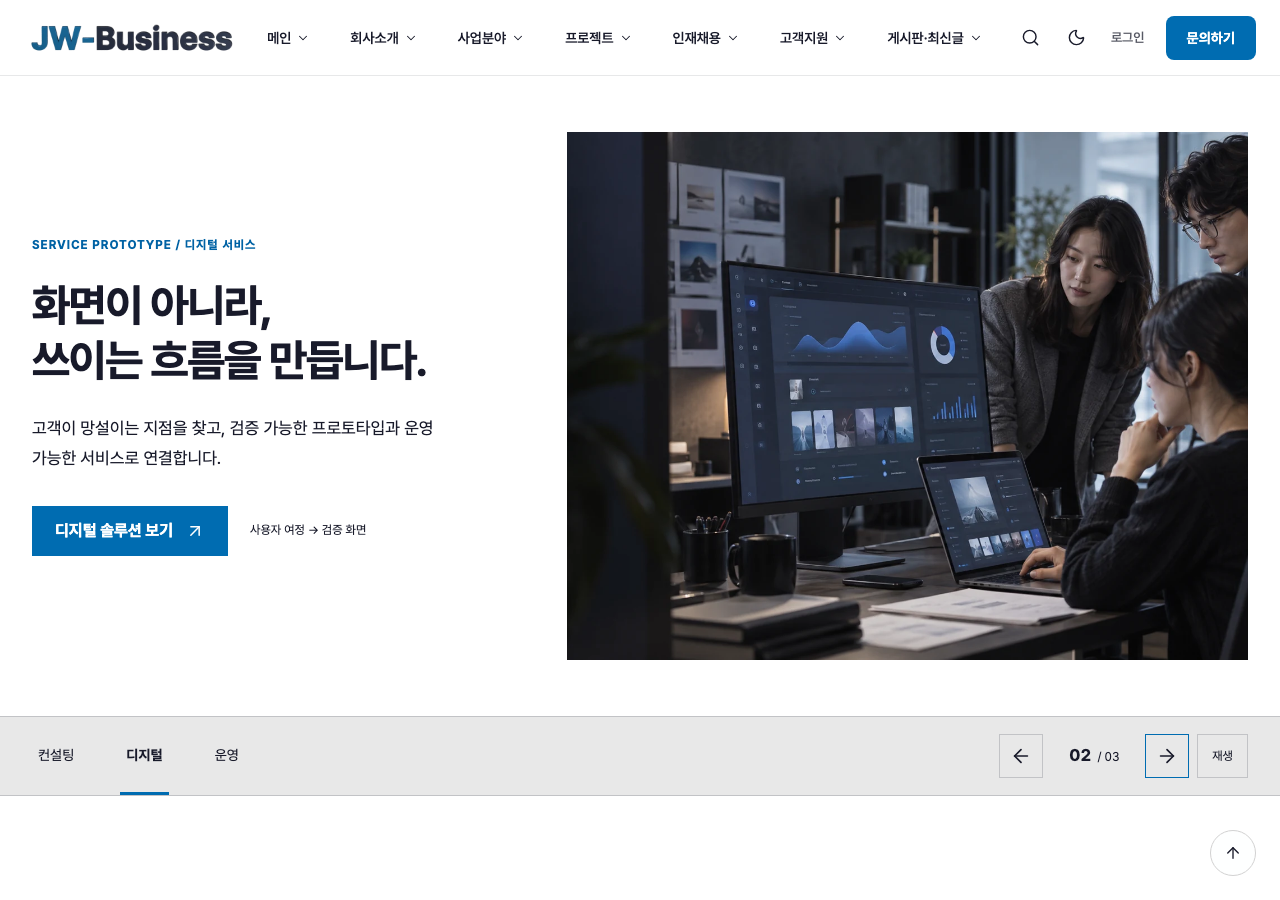 JW-Business
메인
회사소개
사업분야
프로젝트
인재채용
고객지원
게시판·최신글
로그인
문의하기
SERVICE PROTOTYPE / 디지털 서비스
화면이 아니라,
쓰이는 흐름을 만듭니다.
고객이 망설이는 지점을 찾고, 검증 가능한 프로토타입과 운영
가능한 서비스로 연결합니다.
디지털 솔루션 보기
사용자 여정 → 검증 화면
컨설팅
디지털
운영
02 / 03
재생